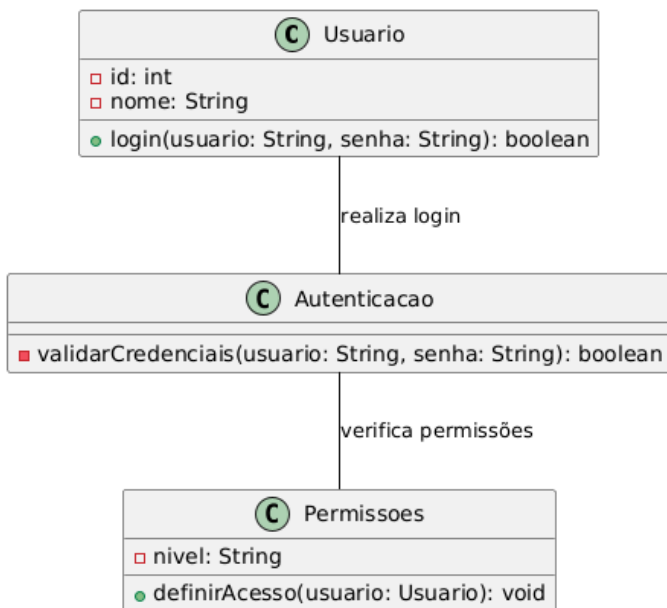 C Usuario
id: int
nome: String
login(usuario: String, senha: String): boolean
realiza login
C Autenticacao
validarCredenciais(usuario: String, senha: String): boolean
verifica permissões
C Permissoes
nivel: String
definirAcesso(usuario: Usuario): void